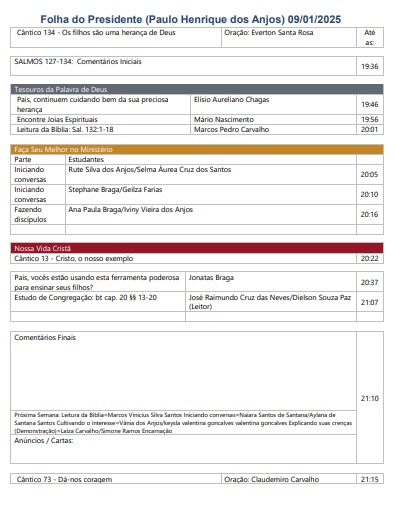 Folha do Presidente (Paulo Henrique dos Anjos) 09/01/2025
Cântico 134 - Os filhos são uma herança de Deus Oração: Everton Santa Rosa Até
as:
SALMOS 127-134: Comentários Iniciais
19:36
Tesouros da Palavra de Deus
Pais, continuem cuidando bem da sua preciosa Elísio Aureliano Chagas
herança 19:46
Encontre Joias Espirituais Mário Nascimento 19:56
Leitura da Bíblia: Sal. 132:1-18 Marcos Pedro Carvalho 20:01
Faça Seu Melhor no Ministério
Parte Estudantes
Iniciando Rute Silva dos Anjos/Selma Áurea Cruz dos Santos
conversas 20:05
Iniciando Stephane Braga/Geilza Farias
conversas 20:10
Fazendo Ana Paula Braga/Iviny Vieira dos Anjos
discípulos 20:16
Nossa Vida Cristã
Cântico 13 - Cristo, o nosso exemplo 20:22
Pais, vocês estão usando esta ferramenta poderosa Jonatas Braga
para ensinar seus filhos? 20:37
Estudo de Congregação: bt cap. 20 §§ 13-20 José Raimundo Cruz das Neves/Dielson Souza Paz
(Leitor) 21:07
Comentários Finais
21:10
Próxima Semana: Leitura da Bíblia=Marcos Vinícius Silva Santos Iniciando conversas=Naiara Santos de Santana/Aylana de
Santana Santos Cultivando o interesse=Vânia dos Anjos/keysla valentina goncalves valentina goncalves Explicando suas crenças
(Demonstração)=Laiza Carvalho/Simone Ramos Encarnação
Anúncios / Cartas:
Cântico 73 - Dá-nos coragem Oração: Claudemiro Carvalho 21:15